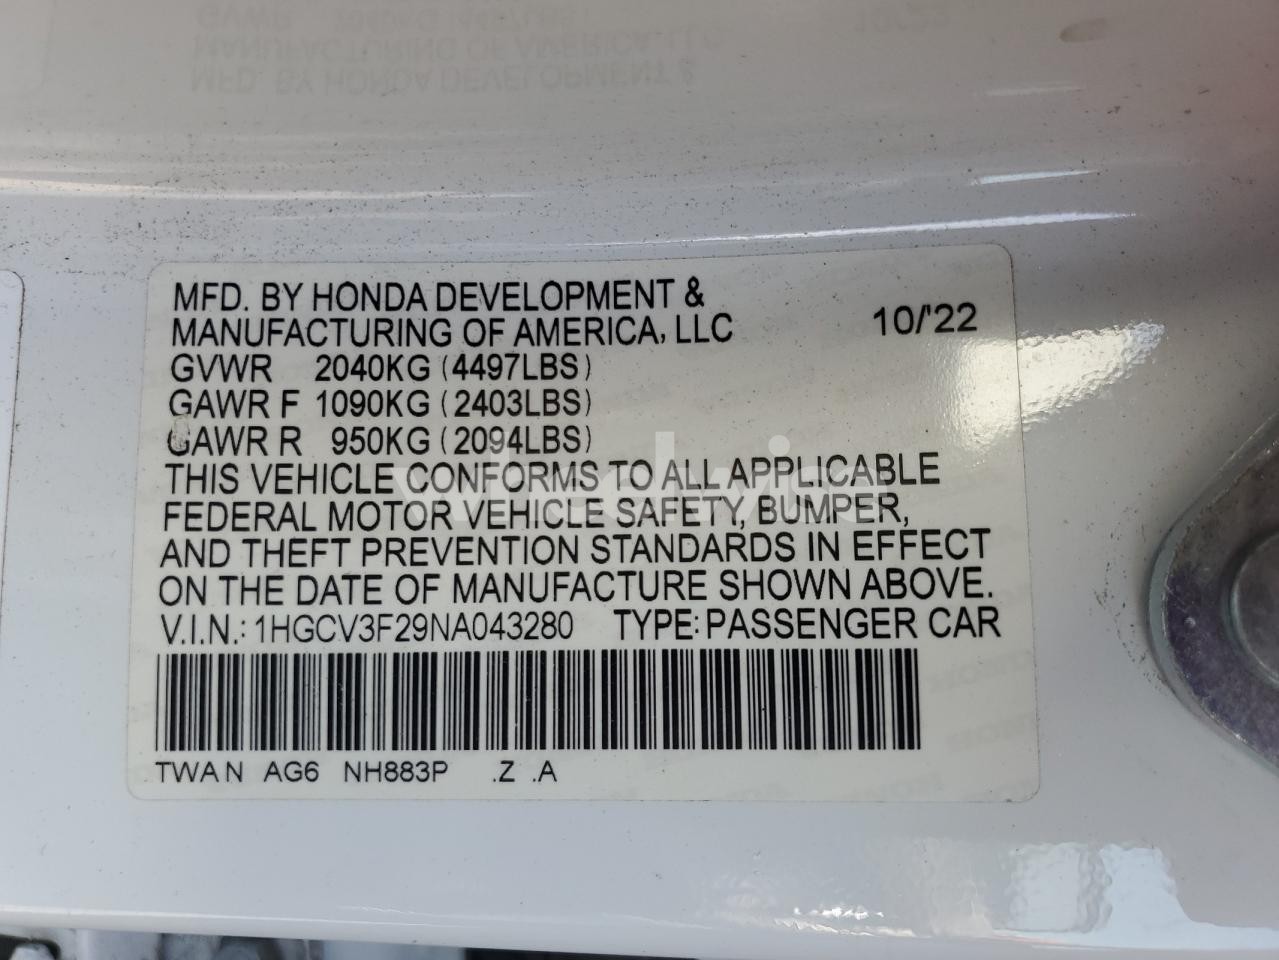 MFD. BY HONDA DEVELOPMENT &
MANUFACTURING OF AMERICA, LLC 10/'22
GVWR 2040KG (4497LBS)
GAWR F 1090KG (2403LBS)
GAWR R 950KG (2094LBS)
THIS VEHICLE CONFORMS TO ALL APPLICABLE
FEDERAL MOTOR VEHICLE SAFETY, BUMPER,
AND THEFT PREVENTION STANDARDS IN EFFECT
ON THE DATE OF MANUFACTURE SHOWN ABOVE.
V.I.N.: 1HGCV3F29NA043280 TYPE: PASSENGER CAR
TWAN AG6 NH883P .Z .A